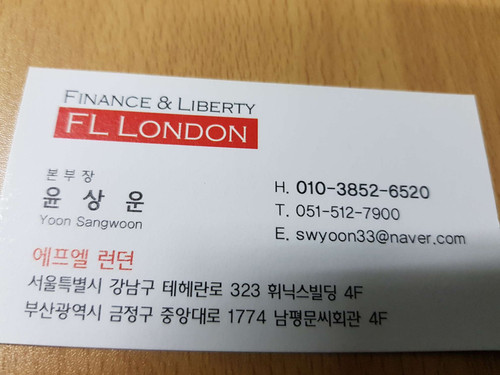 FINANCE & LIBERTY
FL LONDON
본부장
윤상운
Yoon Sangwoon
H. 010-3852-6520
T. 051-512-7900
E. swyoon33@naver.com
에프엘 런던
서울특별시 강남구 테헤란로 323 휘닉스빌딩 4F
부산광역시 금정구 중앙대로 1774 남평문씨회관 4F